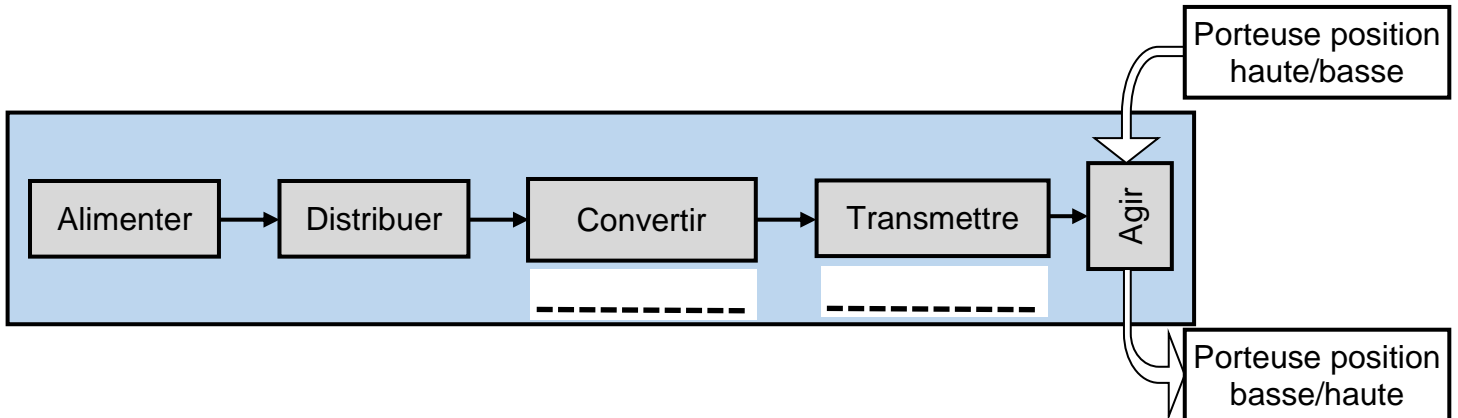 Porteuse position
haute/basse
Alimenter
Distribuer
Convertir
Transmettre
Agir
Porteuse position
basse/haute